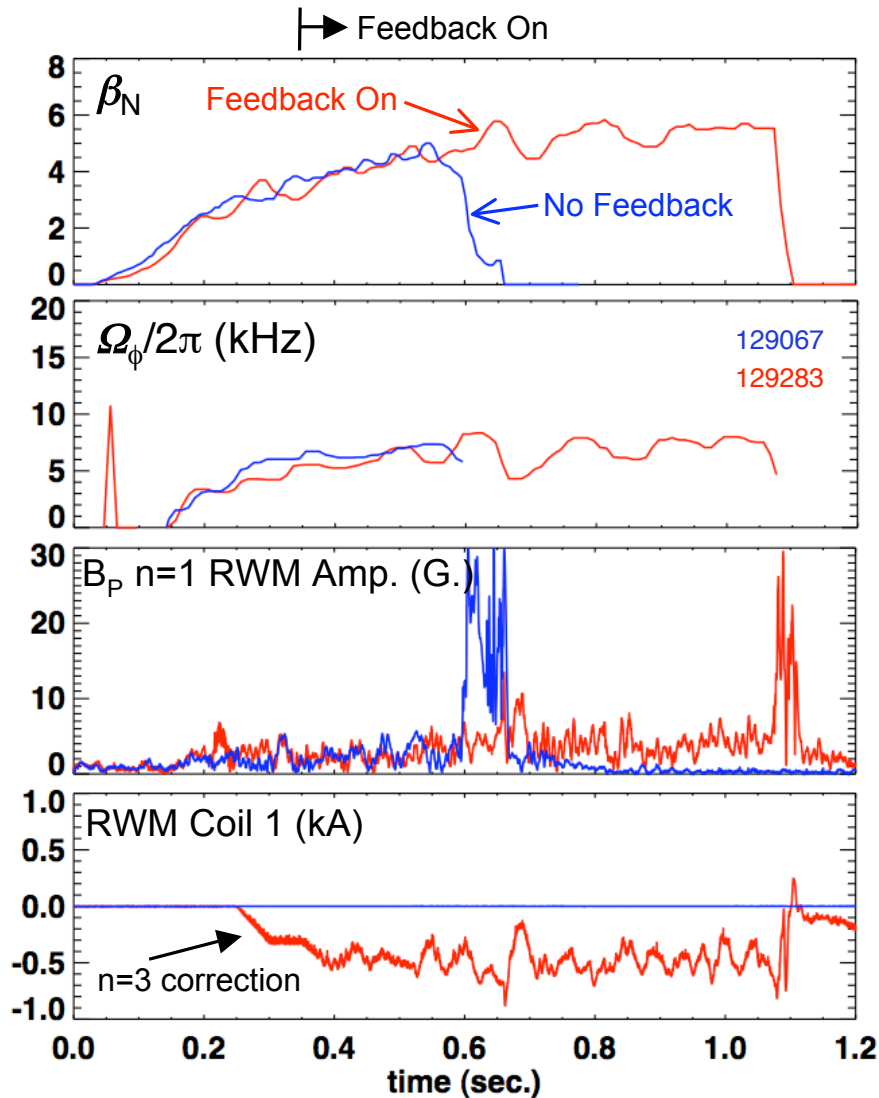 Feedback On
8
β_N
6
Feedback On
4
No Feedback
2
0
20
Ω_ϕ/2π (kHz)
129067
15
129283
10
5
0
30
B_P n=1 RWM Amp. (G.)
20
10
0
1.0
RWM Coil 1 (kA)
0.5
0.0
-0.5
n=3 correction
-1.0
0.0 0.2 0.4 0.6 0.8 1.0 1.2
time (sec.)